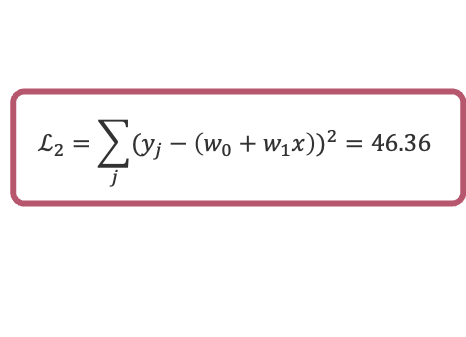 ℒ₂ = ∑ⱼ (yⱼ − (w₀ + w₁x))² = 46.36